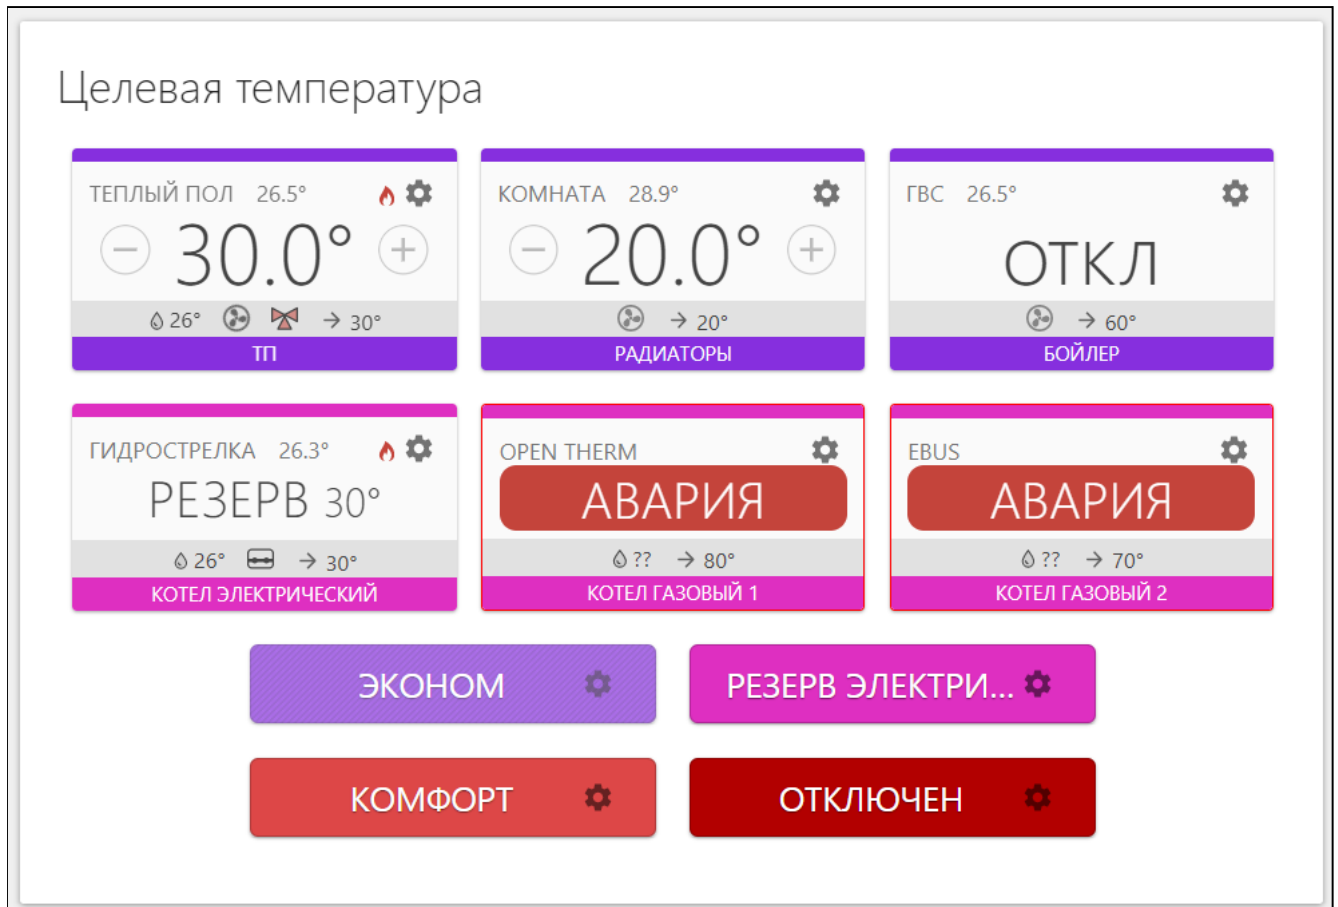 Целевая температура
ТЕПЛЫЙ ПОЛ 26.5°
30.0°
26° → 30°
ТП
КОМНАТА 28.9°
20.0°
→ 20°
РАДИАТОРЫ
ГВС 26.5°
ОТКЛ
→ 60°
БОЙЛЕР
ГИДРОСТРЕЛКА 26.3°
РЕЗЕРВ 30°
26° → 30°
КОТЕЛ ЭЛЕКТРИЧЕСКИЙ
OPEN THERM
АВАРИЯ
?? → 80°
КОТЕЛ ГАЗОВЫЙ 1
EBUS
АВАРИЯ
?? → 70°
КОТЕЛ ГАЗОВЫЙ 2
ЭКОНОМ
РЕЗЕРВ ЭЛЕКТРИ...
КОМФОРТ
ОТКЛЮЧЕН